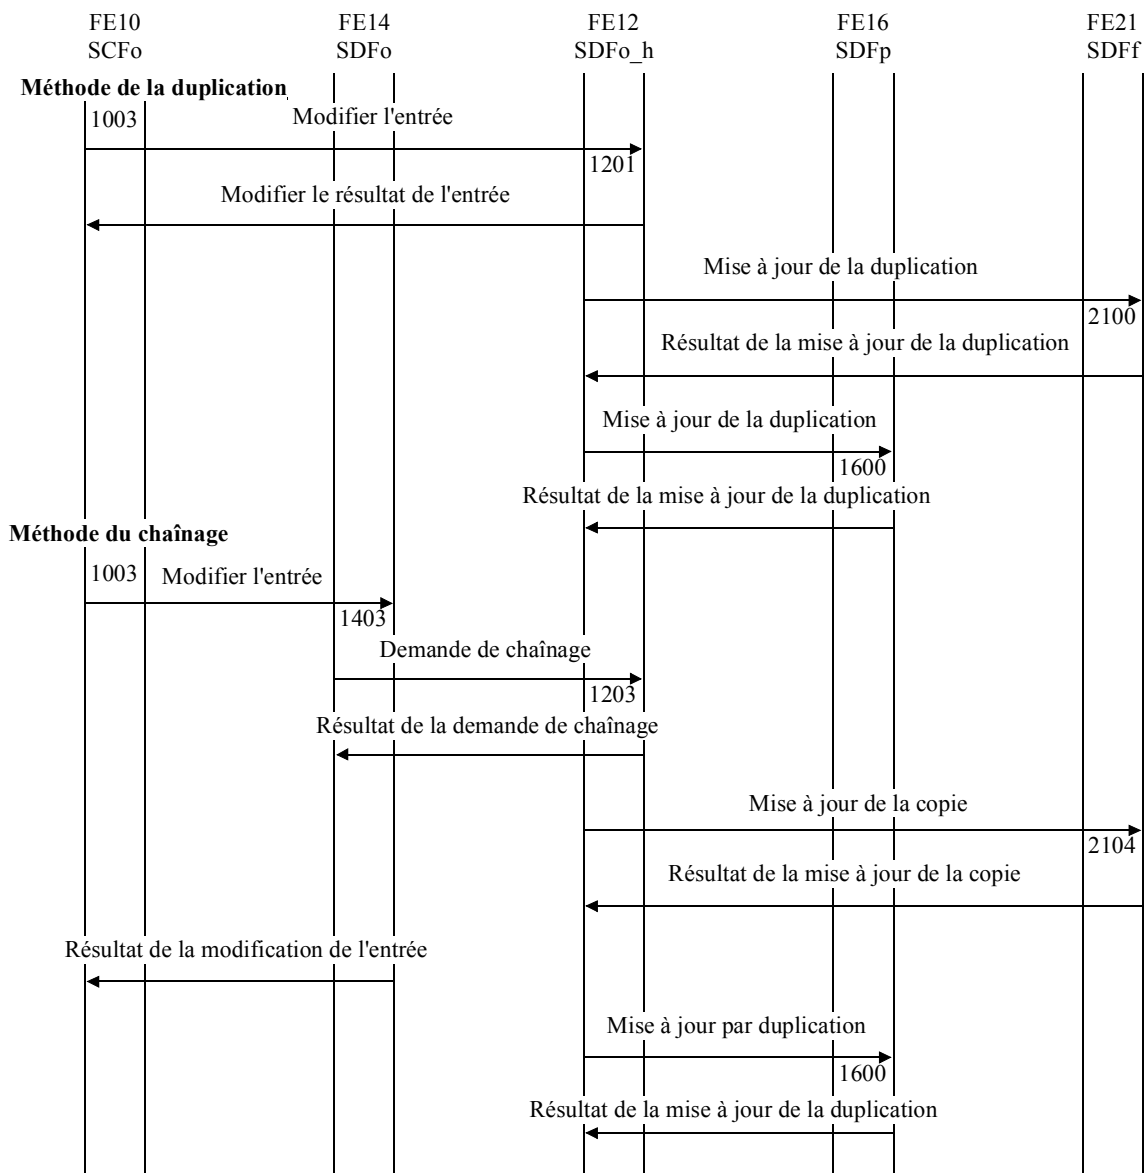 FE10 FE14 FE12 FE16 FE21
SCFo SDFo SDFo_h SDFp SDFf
Méthode de la duplication
1003 Modifier l'entrée
1201
Modifier le résultat de l'entrée
Mise à jour de la duplication
2100
Résultat de la mise à jour de la duplication
Mise à jour de la duplication
1600
Résultat de la mise à jour de la duplication
Méthode du chaînage
1003 Modifier l'entrée
1403
Demande de chaînage
1203
Résultat de la demande de chaînage
Mise à jour de la copie
2104
Résultat de la mise à jour de la copie
Résultat de la modification de l'entrée
Mise à jour par duplication
1600
Résultat de la mise à jour de la duplication